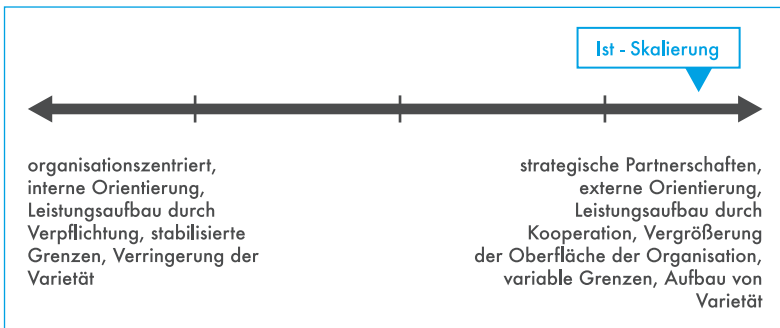 Ist - Skalierung
organisationszentriert,
interne Orientierung,
Leistungsaufbau durch
Verpflichtung, stabilisierte
Grenzen, Verringerung der
Varietät
strategische Partnerschaften,
externe Orientierung,
Leistungsaufbau durch
Kooperation, Vergrößerung
der Oberfläche der Organisation,
variable Grenzen, Aufbau von
Varietät